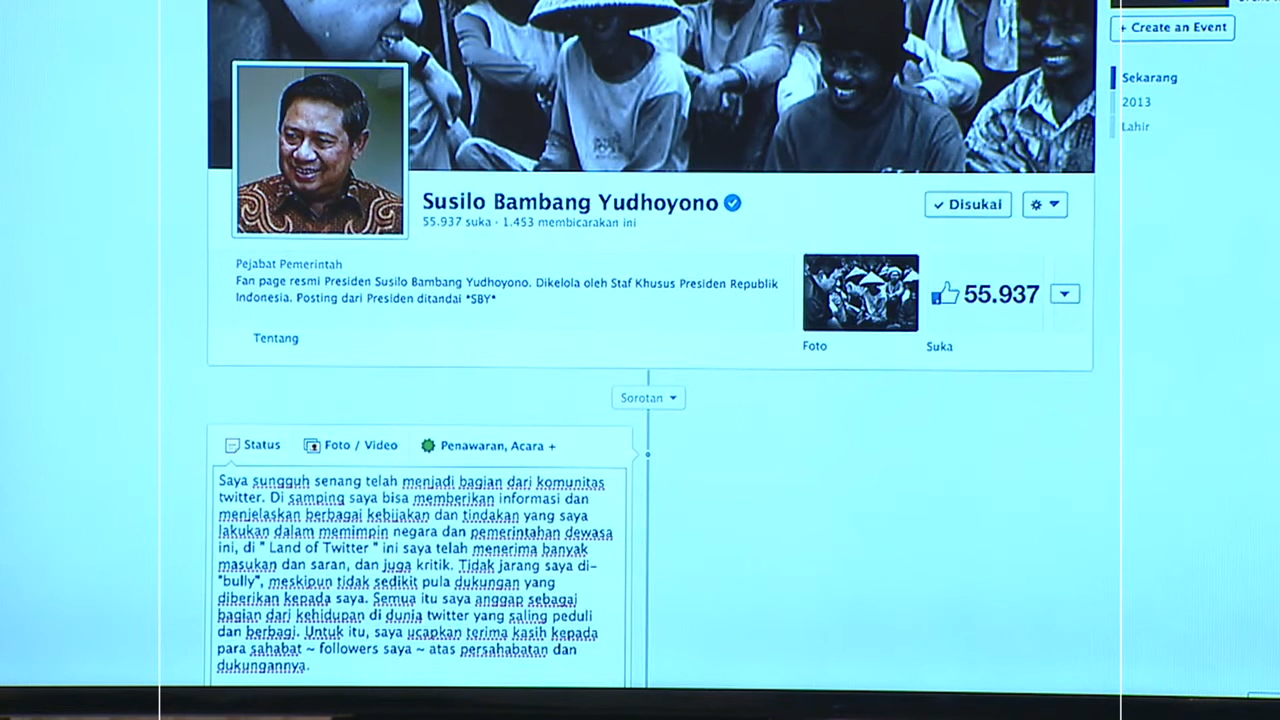 + Create an Event
Sekarang
2013
Lahir
Susilo Bambang Yudhoyono
55.937 suka · 1.453 membicarakan ini
✓ Disukai
Pejabat Pemerintah
Fan page resmi Presiden Susilo Bambang Yudhoyono. Dikelola oleh Staf Khusus Presiden Republik
Indonesia. Posting dari Presiden ditandai *SBY*
Tentang
55.937
Foto
Suka
Sorotan
Status
Foto / Video
Penawaran, Acara +
Saya sungguh senang telah menjadi bagian dari komunitas
twitter. Di samping saya bisa memberikan informasi dan
menjelaskan berbagai kebijakan dan tindakan yang saya
lakukan dalam memimpin negara dan pemerintahan dewasa
ini, di " Land of Twitter " ini saya telah menerima banyak
masukan dan saran, dan juga kritik. Tidak jarang saya di-
"bully", meskipun tidak sedikit pula dukungan yang
diberikan kepada saya. Semua itu saya anggap sebagai
bagian dari kehidupan di dunia twitter yang saling peduli
dan berbagi. Untuk itu, saya ucapkan terima kasih kepada
para sahabat ~ followers saya ~ atas persahabatan dan
dukungannya.